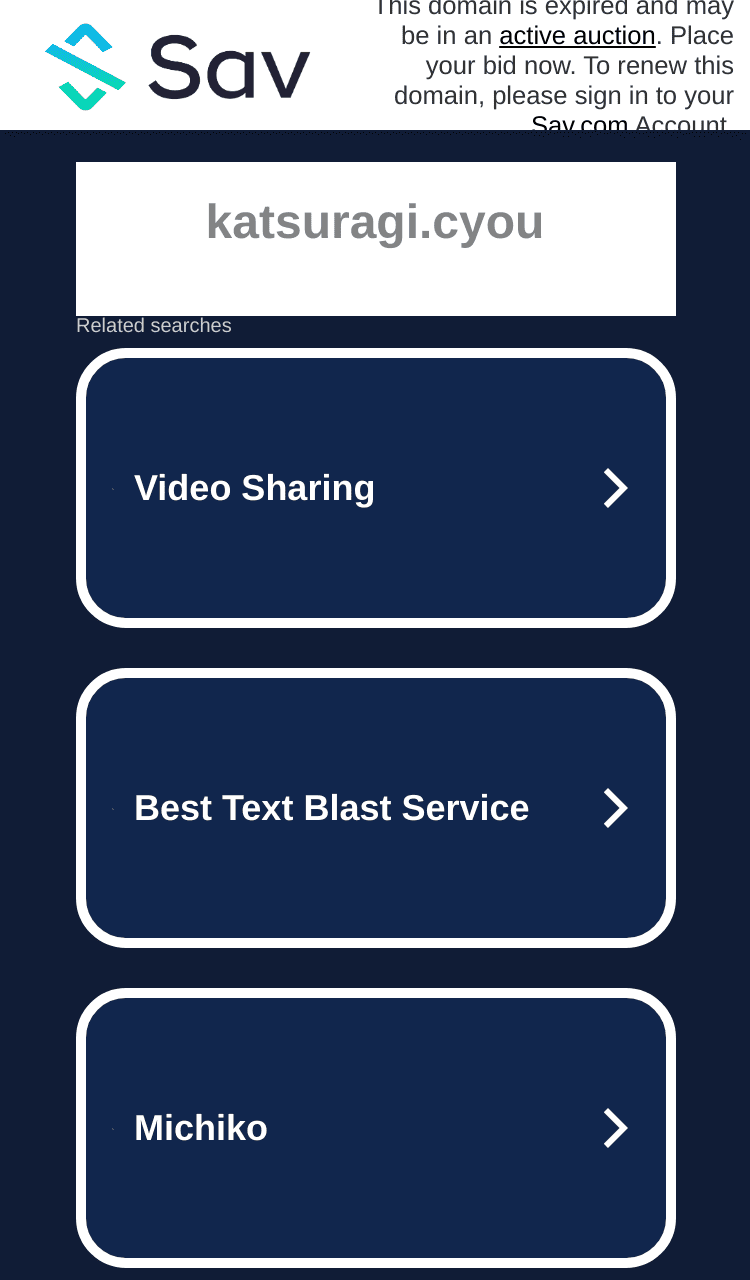 Sav
This domain is expired and may
be in an active auction. Place
your bid now. To renew this
domain, please sign in to your
Sav.com Account.
katsuragi.cyou
Related searches
Video Sharing
Best Text Blast Service
Michiko